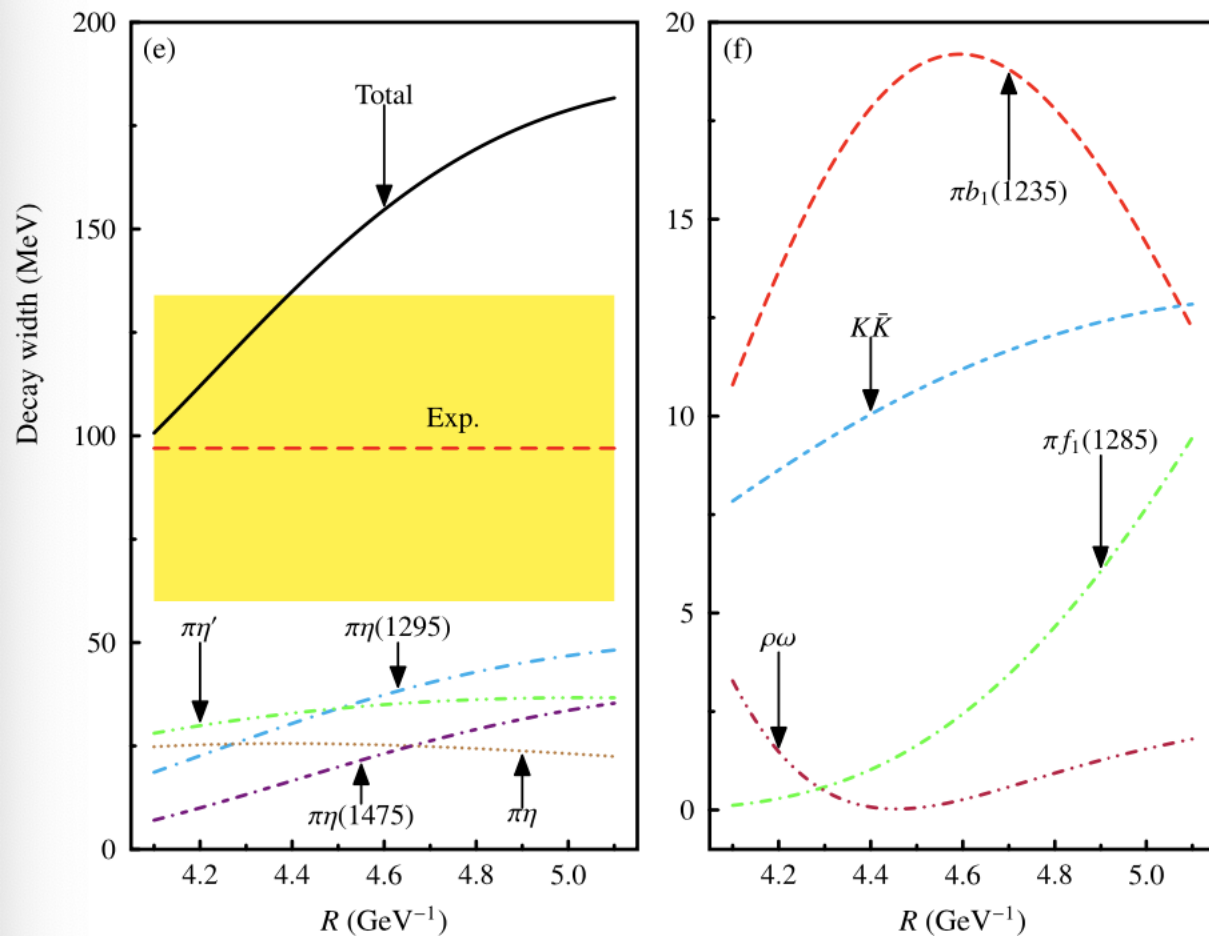 Decay width (MeV)
200
150
100
50
0
(e)
Total
Exp.
πη′
πη(1295)
πη(1475)
πη
4.2 4.4 4.6 4.8 5.0
R (GeV⁻¹)
20
15
10
5
0
(f)
πb₁(1235)
KK̄
πf₁(1285)
ρω
4.2 4.4 4.6 4.8 5.0
R (GeV⁻¹)